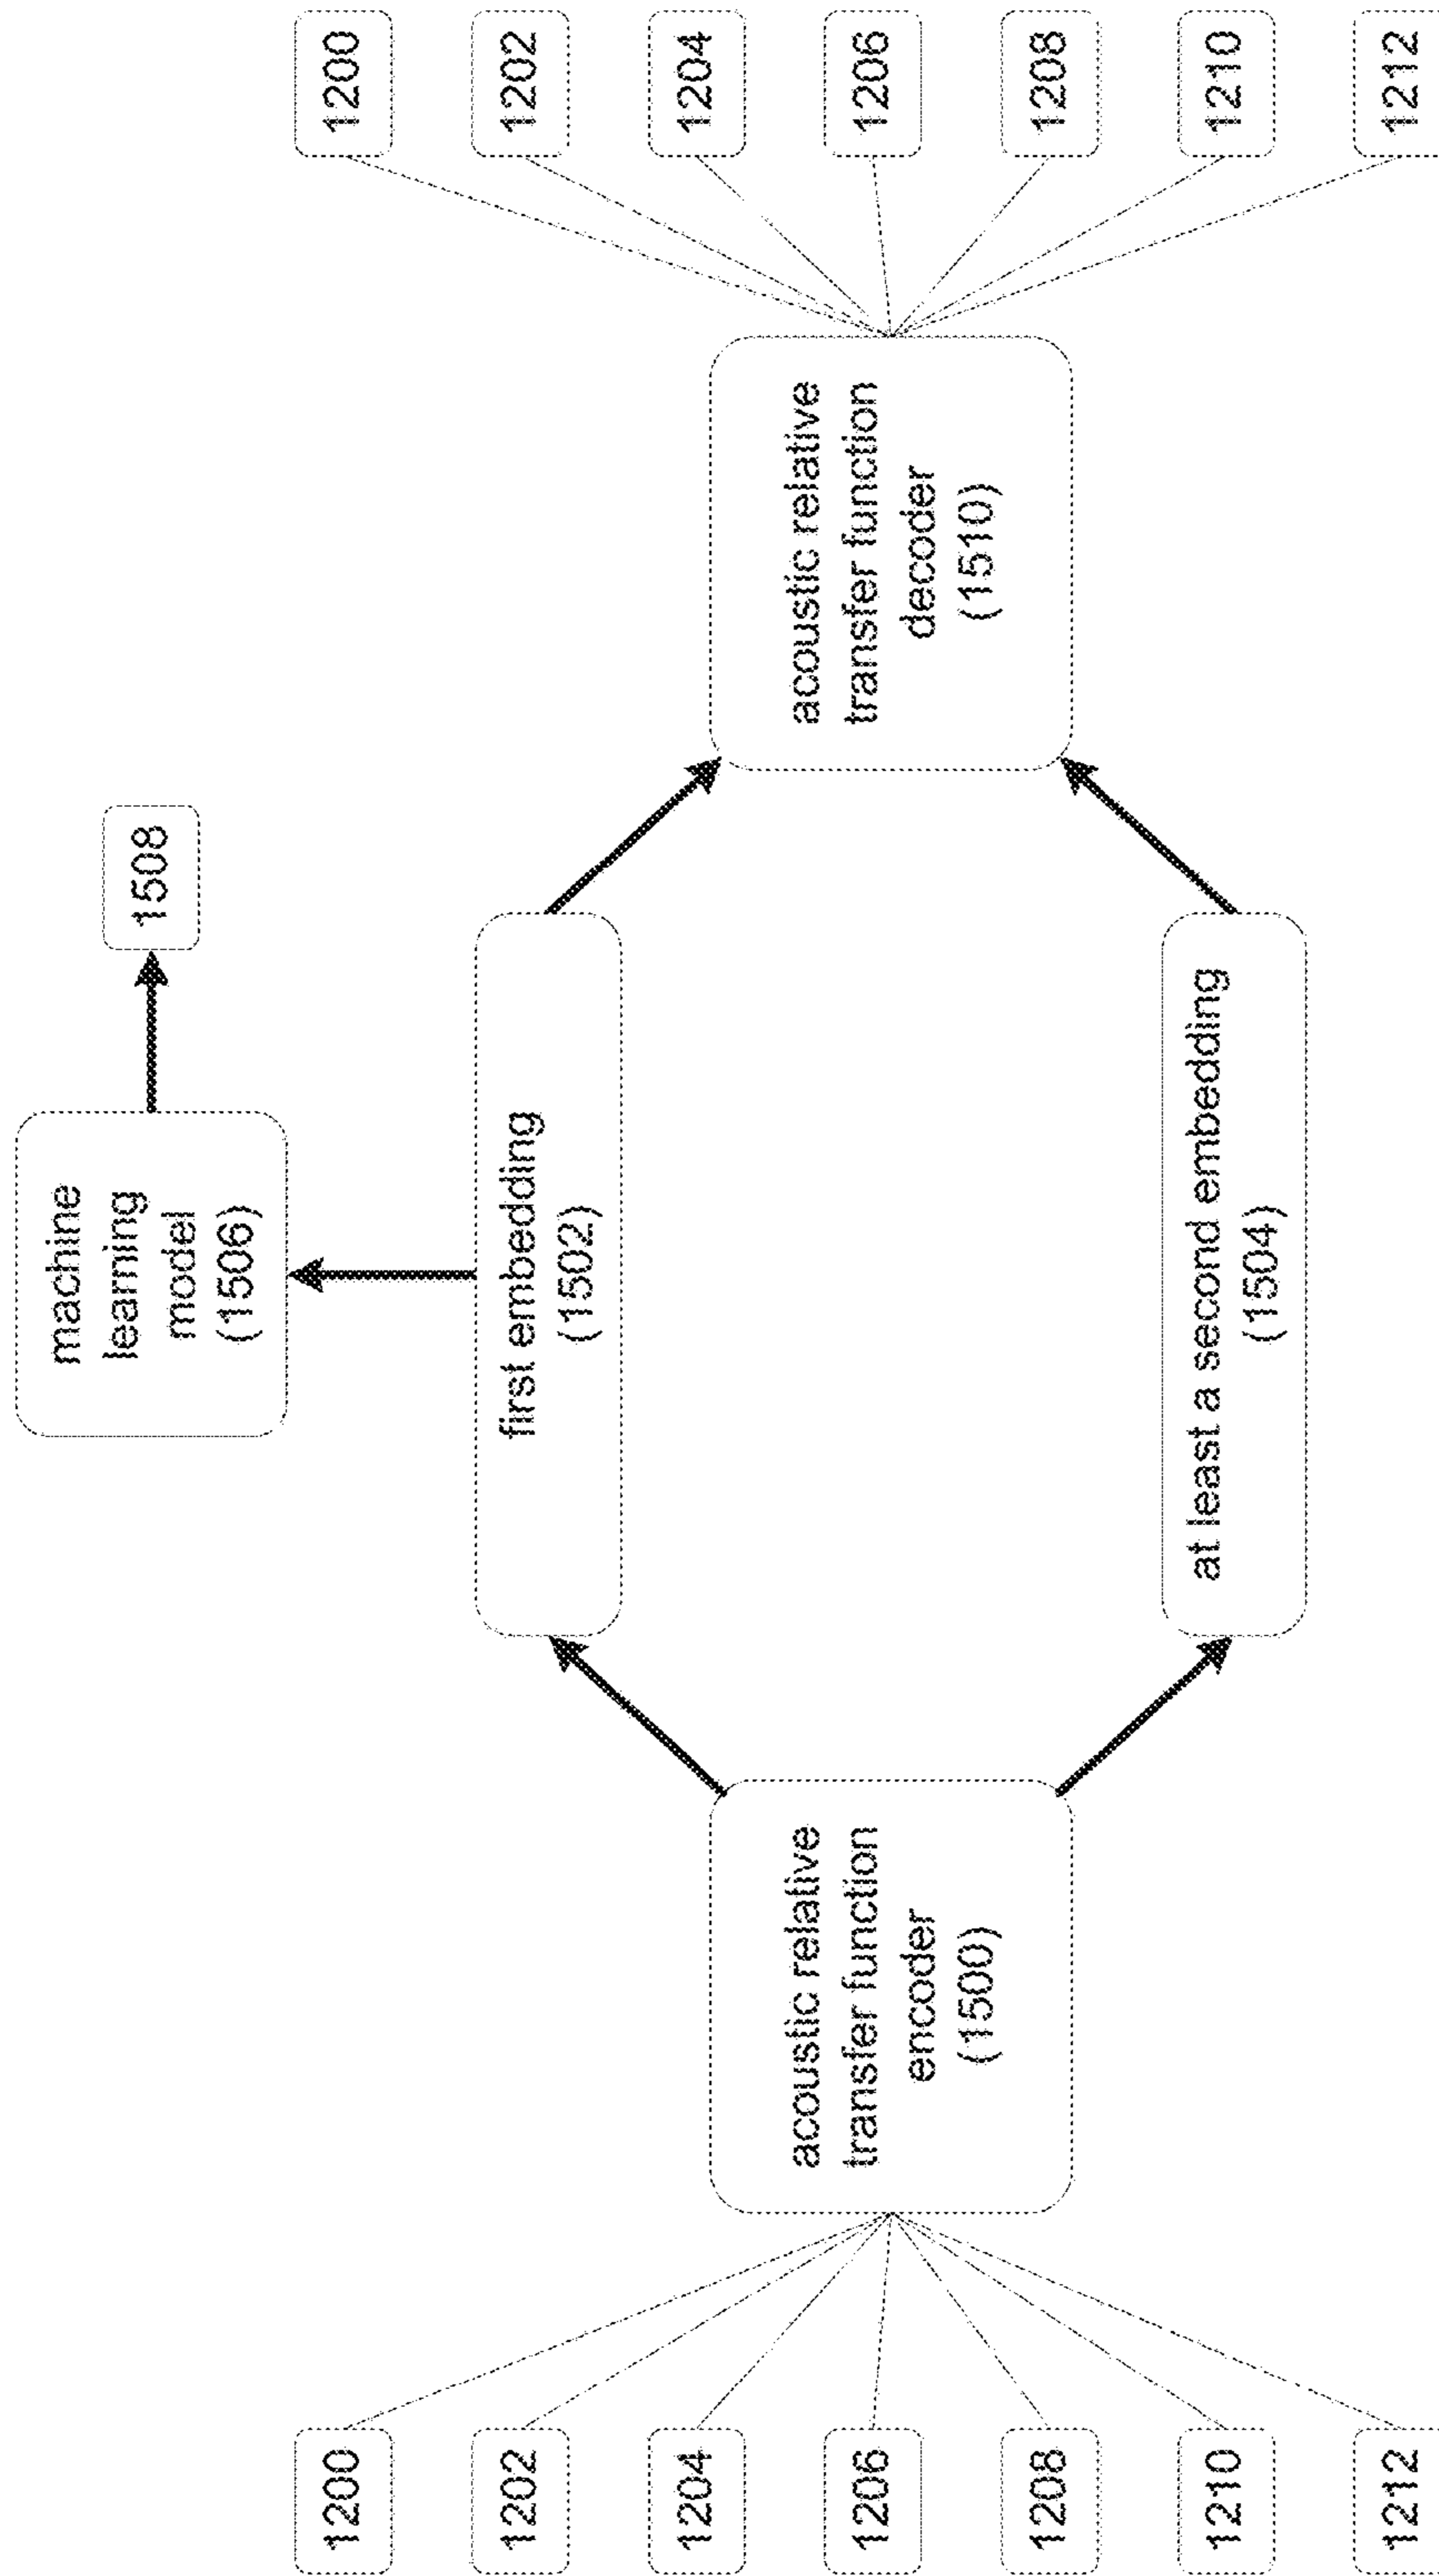 machine
learning
model
(1506)
1508
1200
1202
1204
1206
1208
1210
1212
acoustic relative
transfer function
encoder
(1500)
first embedding
(1502)
at least a second embedding
(1504)
acoustic relative
transfer function
decoder
(1510)
1200
1202
1204
1206
1208
1210
1212